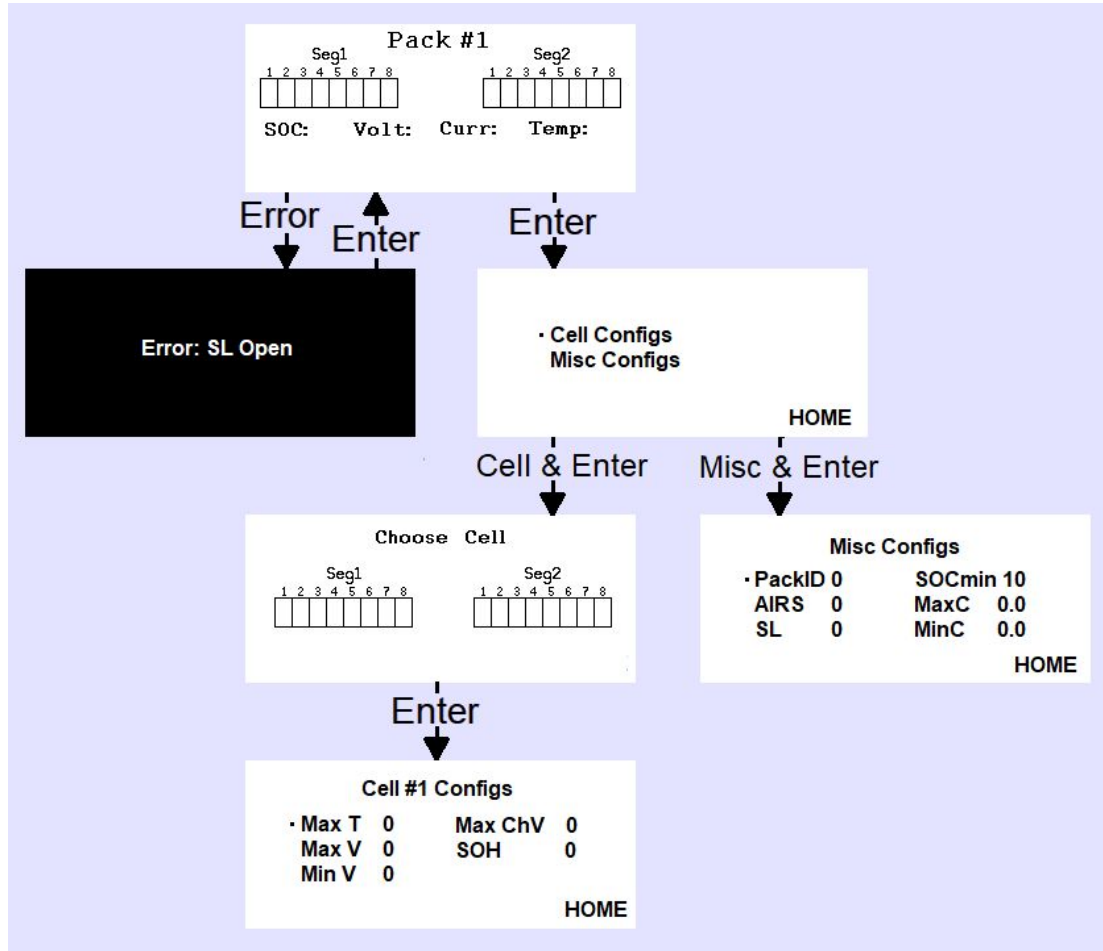 Pack #1
Seg1 Seg2
1 2 3 4 5 6 7 8 1 2 3 4 5 6 7 8
SOC: Volt: Curr: Temp:
Error Enter Enter
Error: SL Open
· Cell Configs
Misc Configs
HOME
Cell & Enter Misc & Enter
Choose Cell
Seg1 Seg2
1 2 3 4 5 6 7 8 1 2 3 4 5 6 7 8
Misc Configs
· PackID 0 SOCmin 10
AIRS 0 MaxC 0.0
SL 0 MinC 0.0
HOME
Enter
Cell #1 Configs
· Max T 0 Max ChV 0
Max V 0 SOH 0
Min V 0
HOME